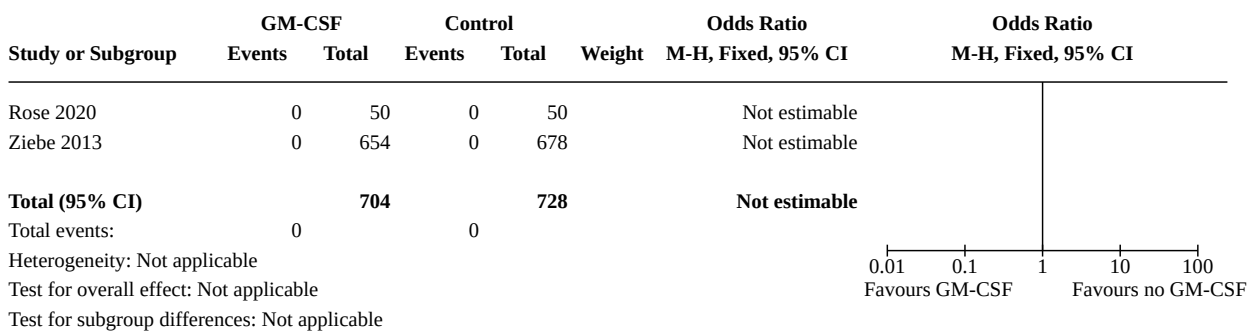 GM-CSF Control Odds Ratio Odds Ratio
Study or Subgroup Events Total Events Total Weight M-H, Fixed, 95% CI M-H, Fixed, 95% CI
Rose 2020 0 50 0 50 Not estimable
Ziebe 2013 0 654 0 678 Not estimable
Total (95% CI) 704 728 Not estimable
Total events: 0 0
Heterogeneity: Not applicable 0.01 0.1 1 10 100
Test for overall effect: Not applicable Favours GM-CSF Favours no GM-CSF
Test for subgroup differences: Not applicable